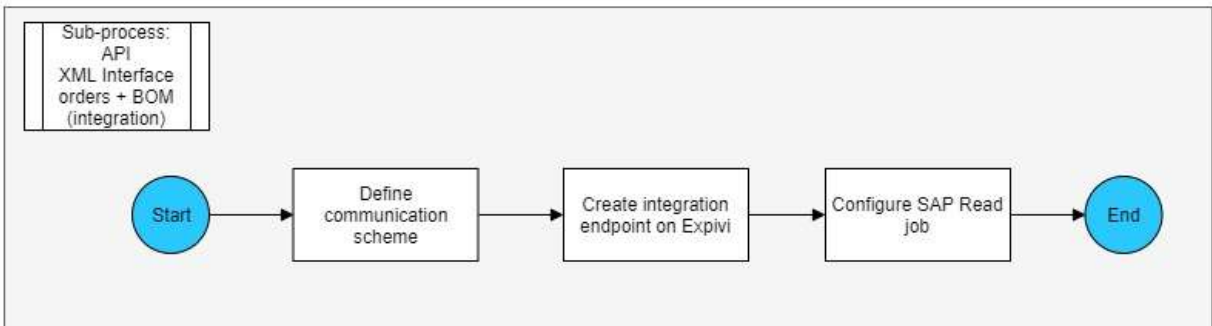 Sub-process:
API
XML Interface
orders + BOM
(integration)
Start
Define
communication
scheme
Create integration
endpoint on Expivi
Configure SAP Read
job
End